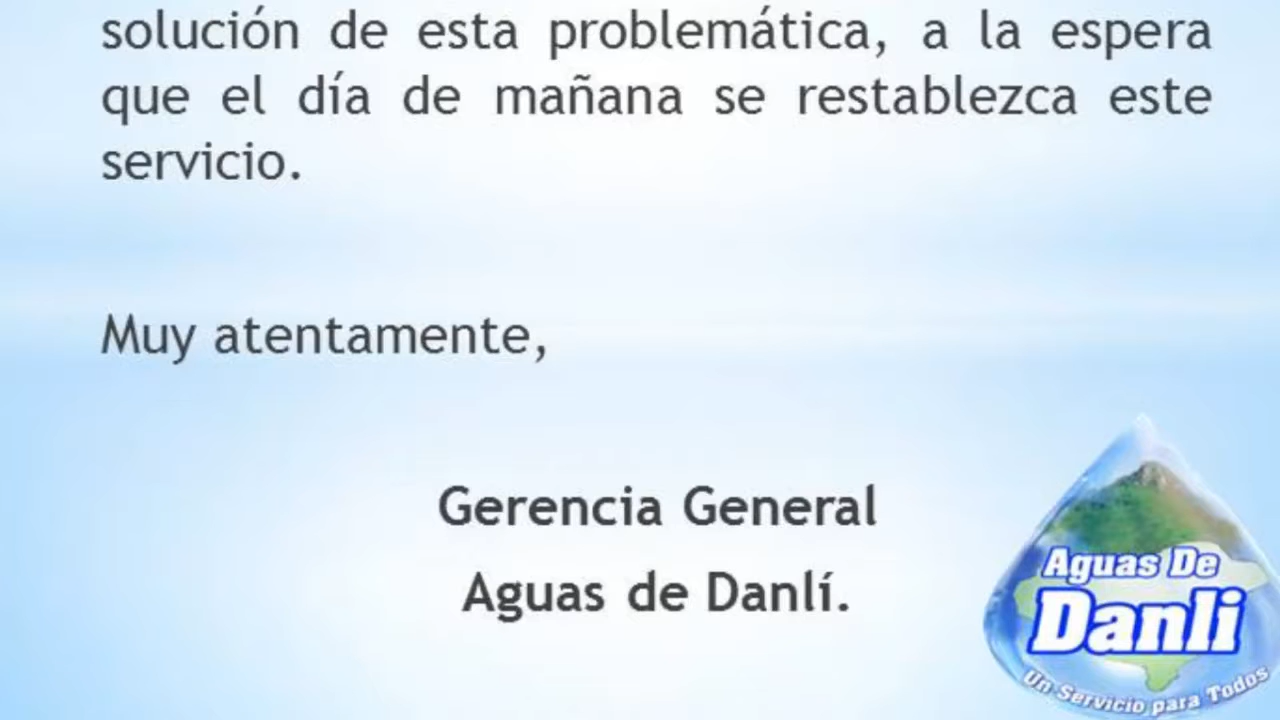 solución de esta problemática, a la espera
que el día de mañana se restablezca este
servicio.
Muy atentamente,
Gerencia General
Aguas de Danlí.
Aguas De
Danli
Un Servicio para Todos